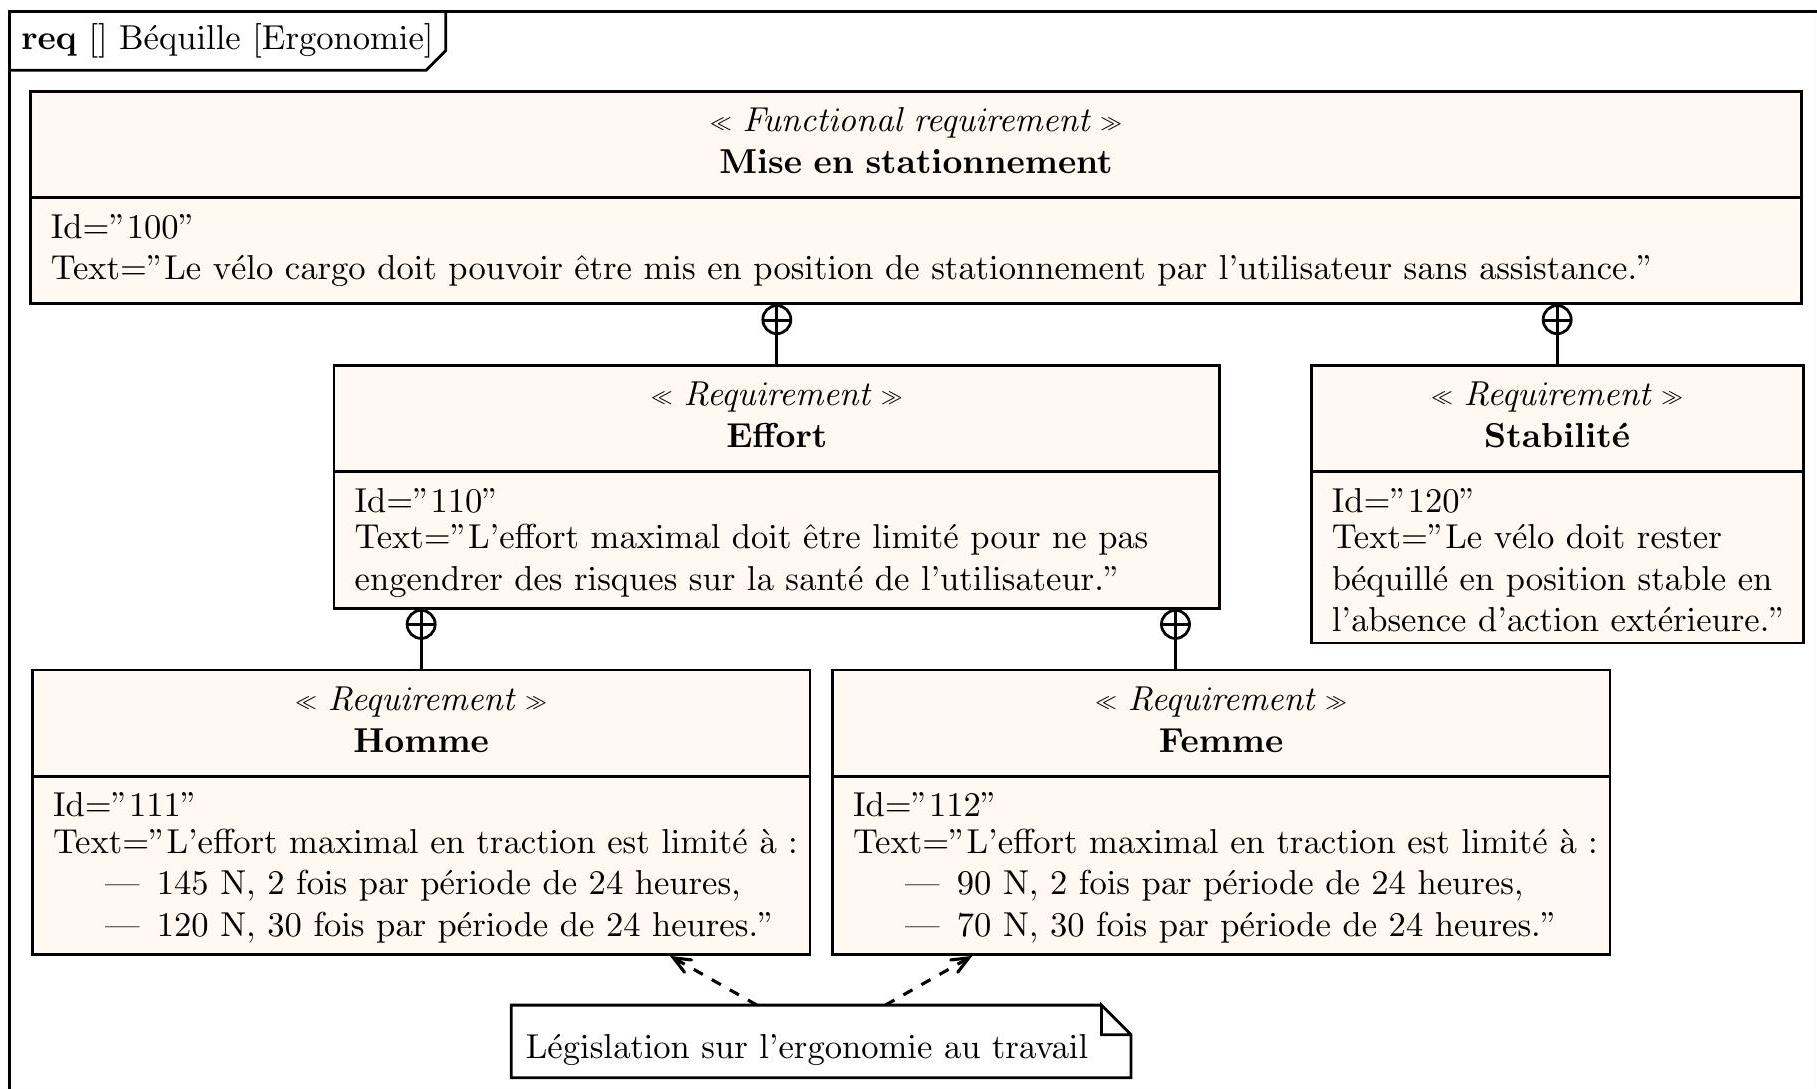 req [] Béquille [Ergonomie]
≪ Functional requirement ≫
Mise en stationnement
Id=”100”
Text=”Le vélo cargo doit pouvoir être mis en position de stationnement par l’utilisateur sans assistance.”
≪ Requirement ≫
Effort
Id=”110”
Text=”L’effort maximal doit être limité pour ne pas
engendrer des risques sur la santé de l’utilisateur.”
≪ Requirement ≫
Stabilité
Id=”120”
Text=”Le vélo doit rester
béquillé en position stable en
l’absence d’action extérieure.”
≪ Requirement ≫
Homme
Id=”111”
Text=”L’effort maximal en traction est limité à :
— 145 N, 2 fois par période de 24 heures,
— 120 N, 30 fois par période de 24 heures.”
≪ Requirement ≫
Femme
Id=”112”
Text=”L’effort maximal en traction est limité à :
— 90 N, 2 fois par période de 24 heures,
— 70 N, 30 fois par période de 24 heures.”
Législation sur l’ergonomie au travail